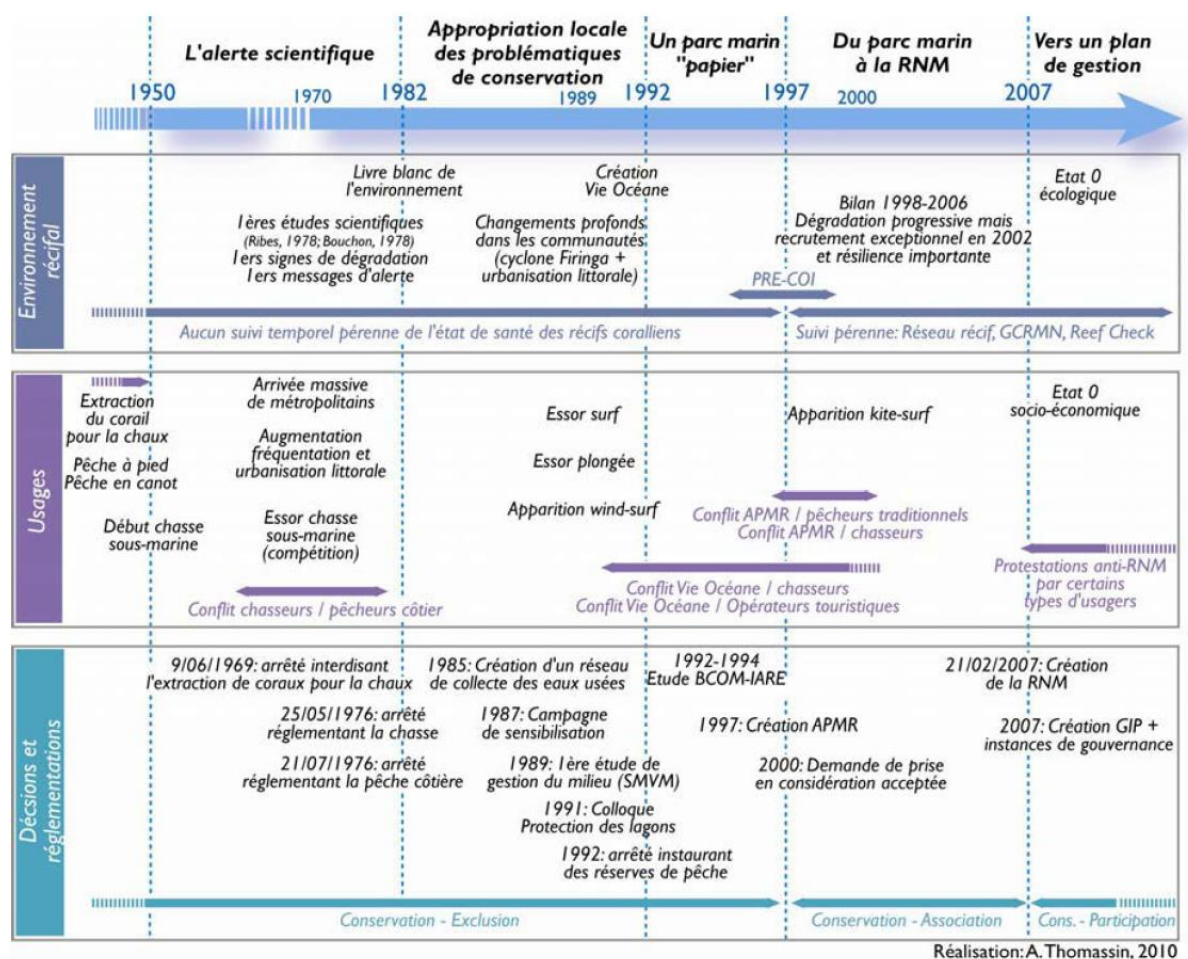 L'alerte scientifique
Appropriation locale
des problématiques
de conservation
Un parc marin
"papier"
Du parc marin
à la RNM
Vers un plan
de gestion
1950
1970
1982
1989
1992
1997
2000
2007
Environnement
récifal
Livre blanc de
l'environnement
1ères études scientifiques
(Ribes, 1978; Bouchon, 1978)
1ers signes de dégradation
1ers messages d'alerte
Création
Vie Océane
Changements profonds
dans les communautés
(cyclone Firinga +
urbanisation littorale)
Bilan 1998-2006
Dégradation progressive mais
recrutement exceptionnel en 2002
et résilience importante
Etat 0
écologique
PRE-COI
Aucun suivi temporel pérenne de l'état de santé des récifs coralliens
Suivi pérenne: Réseau récif, GCRMN, Reef Check
Usages
Extraction
du corail
pour la chaux
Pêche à pied
Pêche en canot
Début chasse
sous-marine
Arrivée massive
de métropolitains
Augmentation
fréquentation et
urbanisation littorale
Essor chasse
sous-marine
(compétition)
Conflit chasseurs / pêcheurs côtier
Essor surf
Essor plongée
Apparition wind-surf
Apparition kite-surf
Conflit APMR / pêcheurs traditionnels
Conflit APMR / chasseurs
Conflit Vie Océane / chasseurs
Conflit Vie Océane / Opérateurs touristiques
Etat 0
socio-économique
Protestations anti-RNM
par certains
types d'usagers
Décsions et
réglementations
9/06/1969: arrêté interdisant
l'extraction de coraux pour la chaux
25/05/1976: arrêté
réglementant la chasse
21/07/1976: arrêté
réglementant la pêche côtière
1985: Création d'un réseau
de collecte des eaux usées
1987: Campagne
de sensibilisation
1989: 1ère étude de
gestion du milieu (SMVM)
1991: Colloque
Protection des lagons
1992: arrêté instaurant
des réserves de pêche
1992-1994
Etude BCOM-IARE
1997: Création APMR
2000: Demande de prise
en considération acceptée
21/02/2007: Création
de la RNM
2007: Création GIP +
instances de gouvernance
Conservation - Exclusion
Conservation - Association
Cons. - Participation
Réalisation: A. Thomassin, 2010